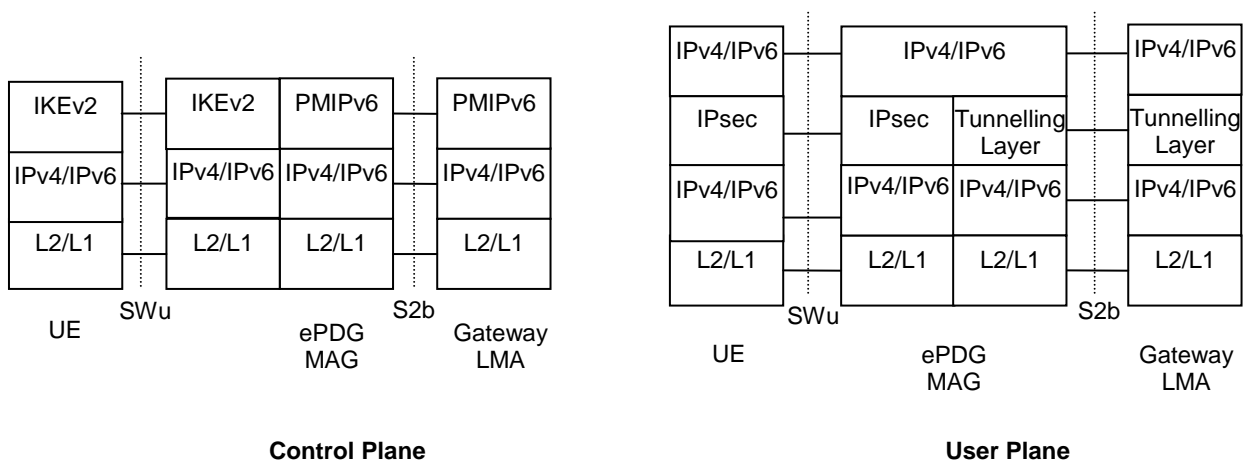 IKEv2 IKEv2 PMIPv6 PMIPv6
IPv4/IPv6 IPv4/IPv6 IPv4/IPv6 IPv4/IPv6
L2/L1 L2/L1 L2/L1 L2/L1
SWu S2b
UE ePDG Gateway
MAG LMA
Control Plane
IPv4/IPv6 IPv4/IPv6 IPv4/IPv6
IPsec IPsec Tunnelling Tunnelling
Layer Layer
IPv4/IPv6 IPv4/IPv6 IPv4/IPv6 IPv4/IPv6
L2/L1 L2/L1 L2/L1 L2/L1
SWu S2b
UE ePDG Gateway
MAG LMA
User Plane